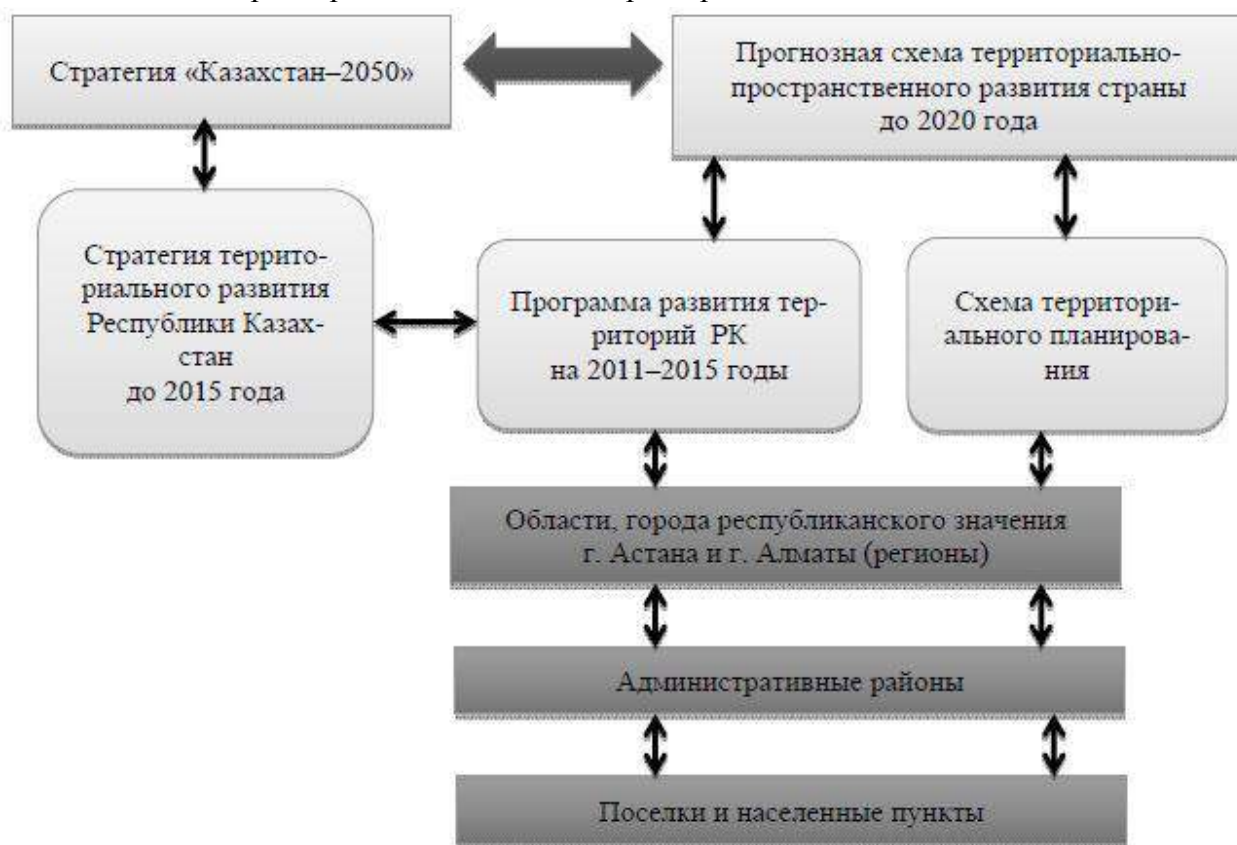 Стратегия «Казахстан–2050»
Прогнозная схема территориально-
пространственного развития страны
до 2020 года
Стратегия террито-
риального развития
Республики Казах-
стан
до 2015 года
Программа развития тер-
риторий РК
на 2011–2015 годы
Схема территори-
ального планирова-
ния
Области, города республиканского значения
г. Астана и г. Алматы (регионы)
Административные районы
Поселки и населенные пункты